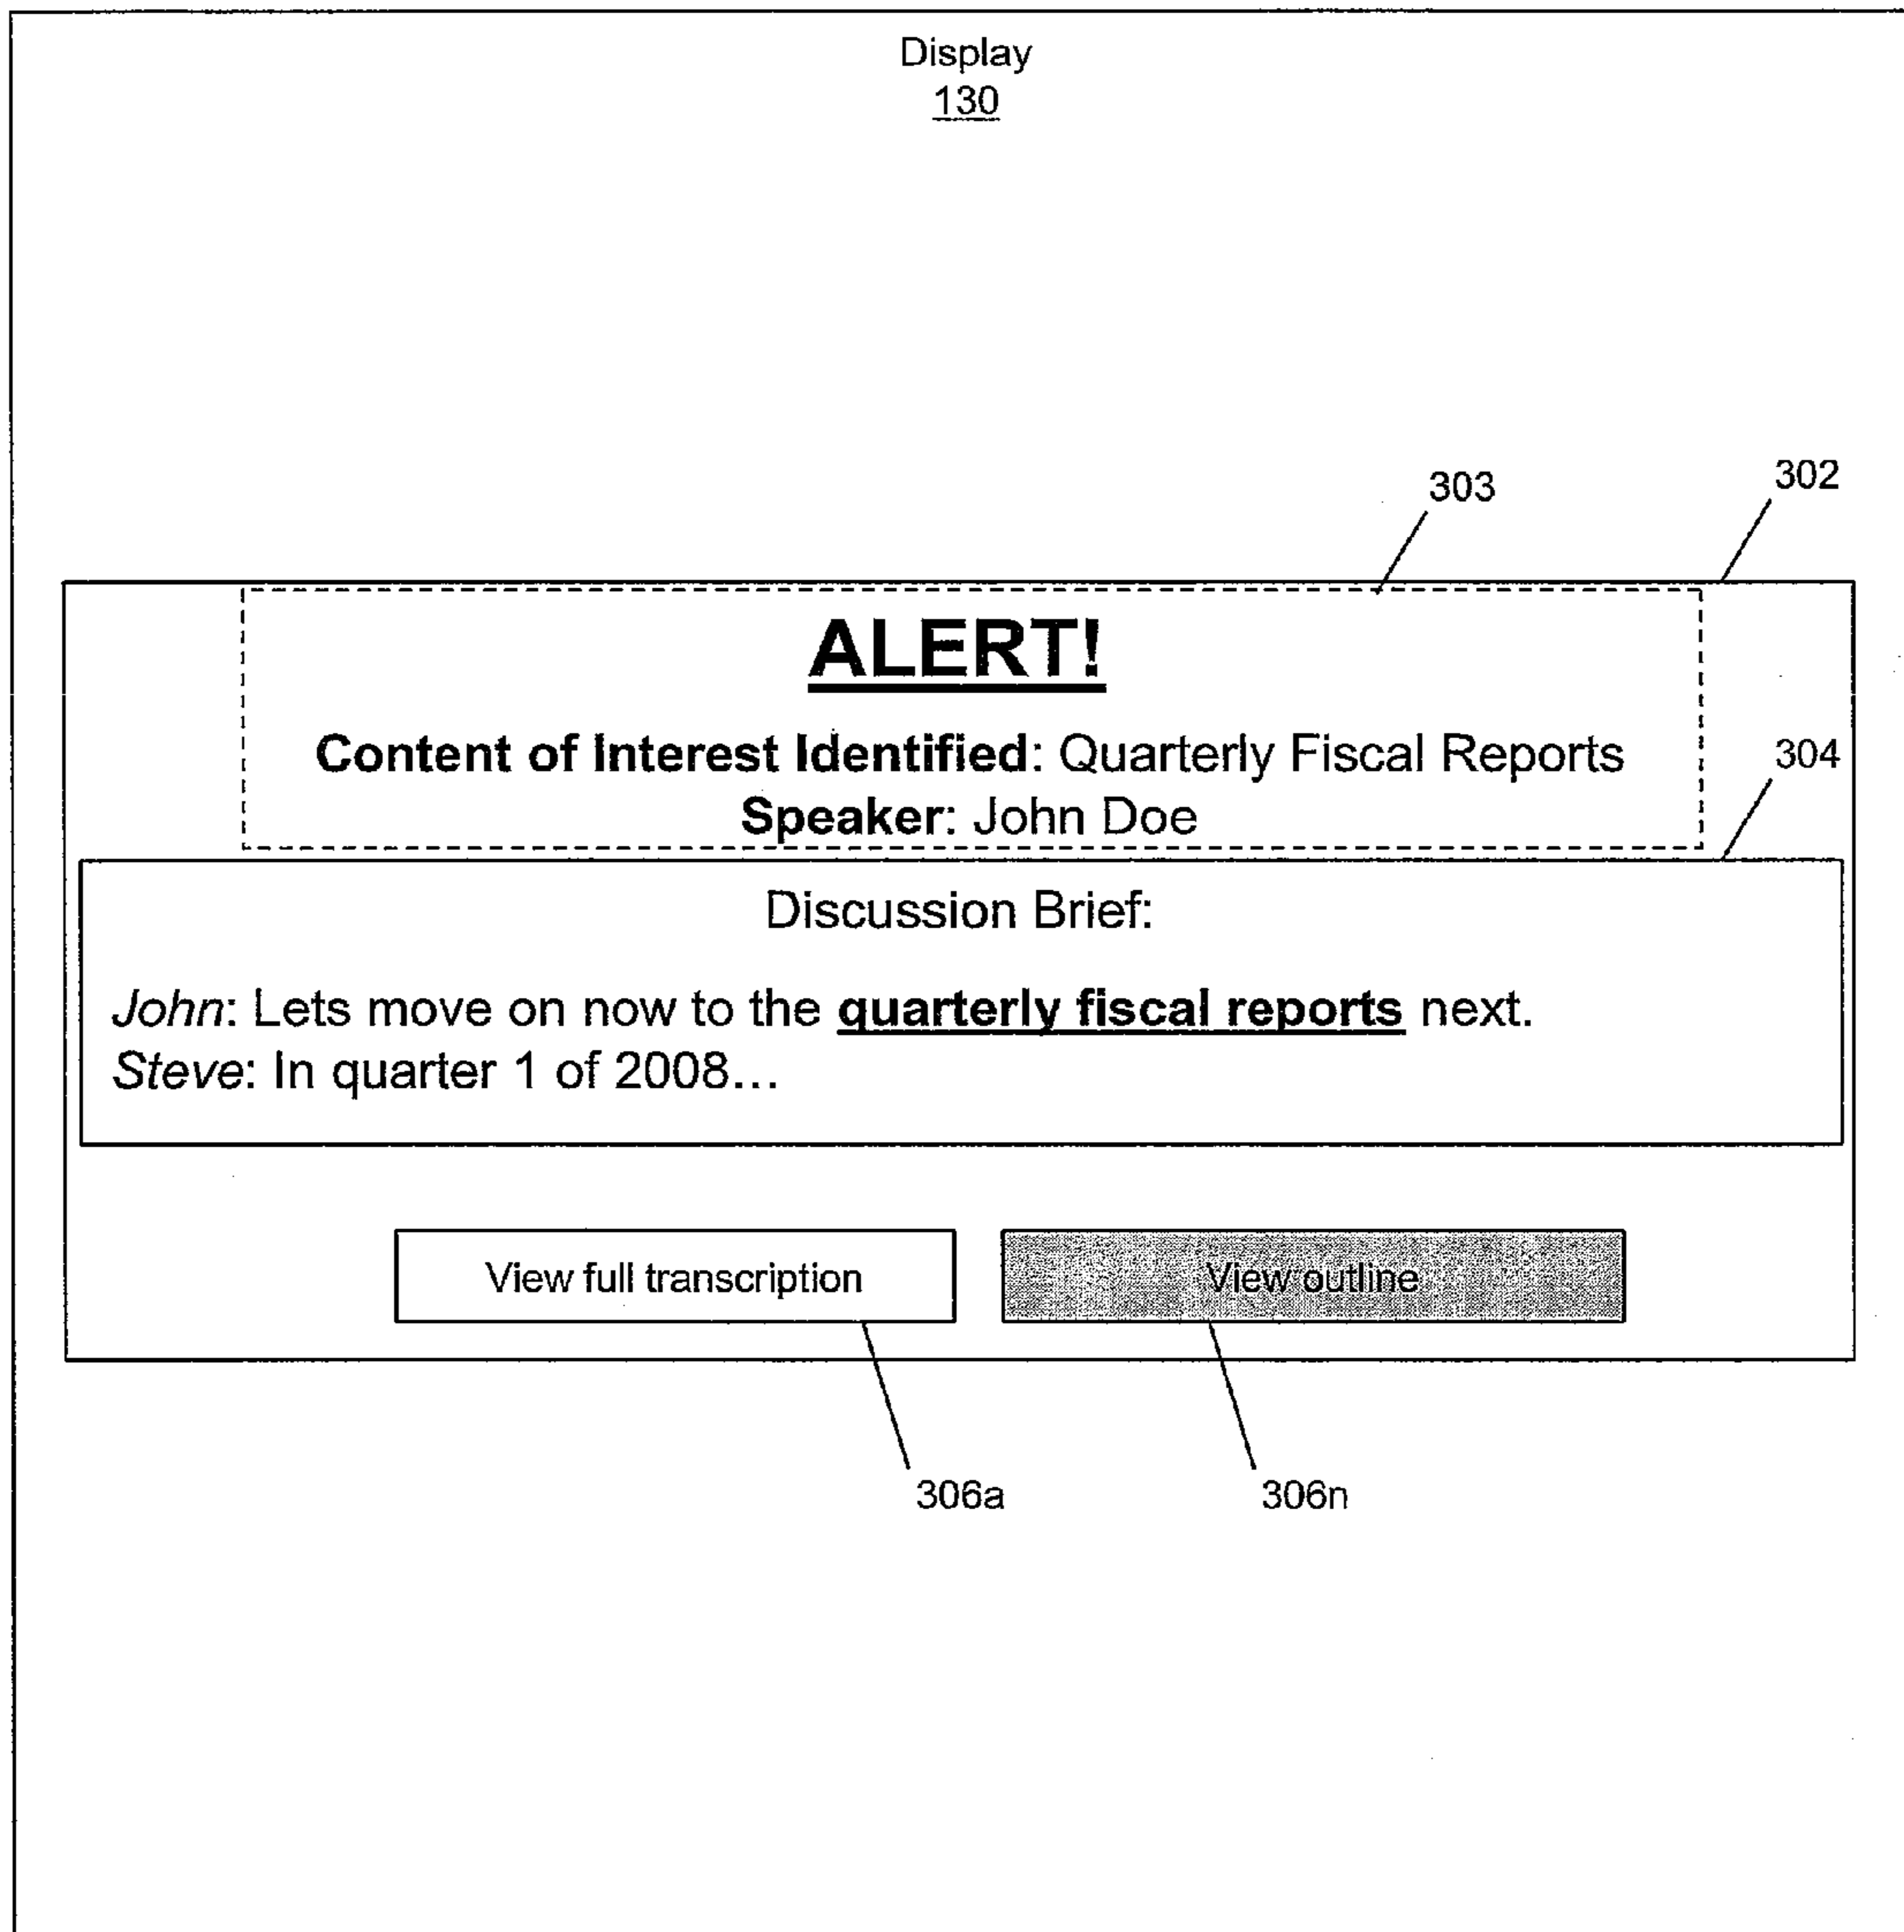 Display
130
303
302
ALERT!
Content of Interest Identified: Quarterly Fiscal Reports
304
Speaker: John Doe
Discussion Brief:
John: Lets move on now to the quarterly fiscal reports next.
Steve: In quarter 1 of 2008...
View full transcription
View outline
306a
306n